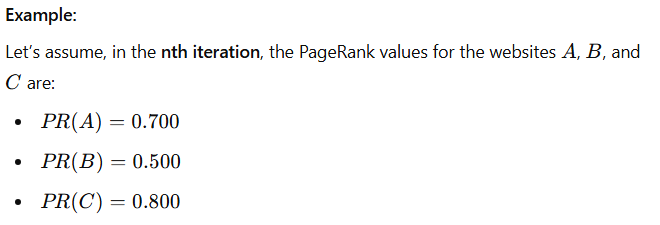 Example:
Let’s assume, in the nth iteration, the PageRank values for the websites A, B, and
C are:
• PR(A) = 0.700
• PR(B) = 0.500
• PR(C) = 0.800